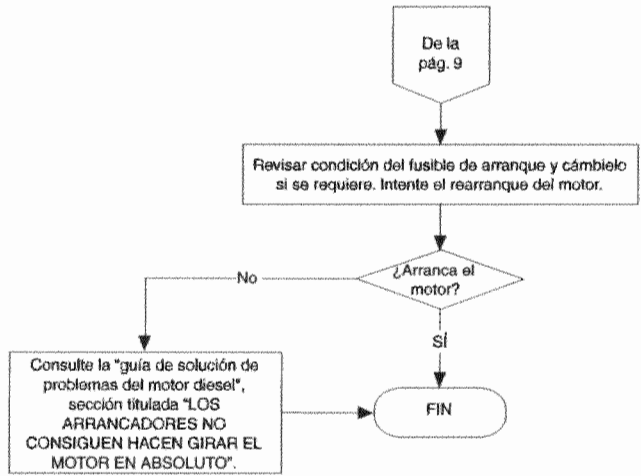 De la
pág. 9
Revisar condición del fusible de arranque y cámbielo
si se requiere. Intente el rearranque del motor.
¿Arranca el
motor?
No
SÍ
Consulte la "guía de solución de
problemas del motor diesel",
sección titulada "LOS
ARRANCADORES NO
CONSIGUEN HACEN GIRAR EL
MOTOR EN ABSOLUTO".
FIN